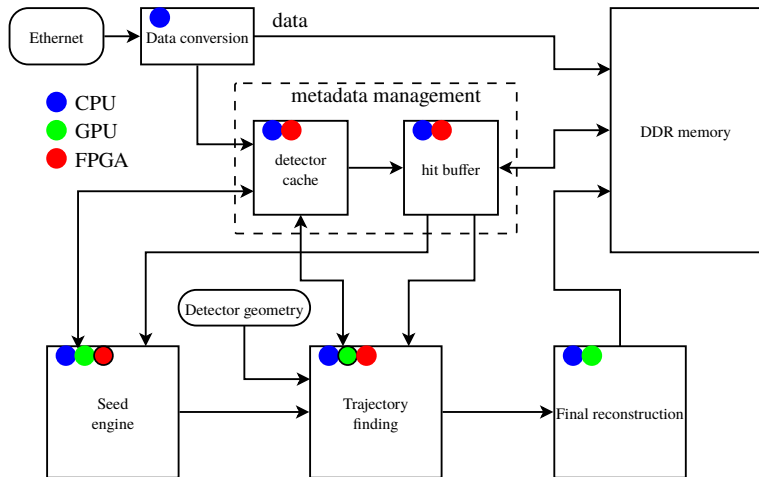 Ethernet
Data conversion
data
DDR memory
CPU
GPU
FPGA
metadata management
detector
cache
hit buffer
Detector geometry
Seed
engine
Trajectory
finding
Final reconstruction